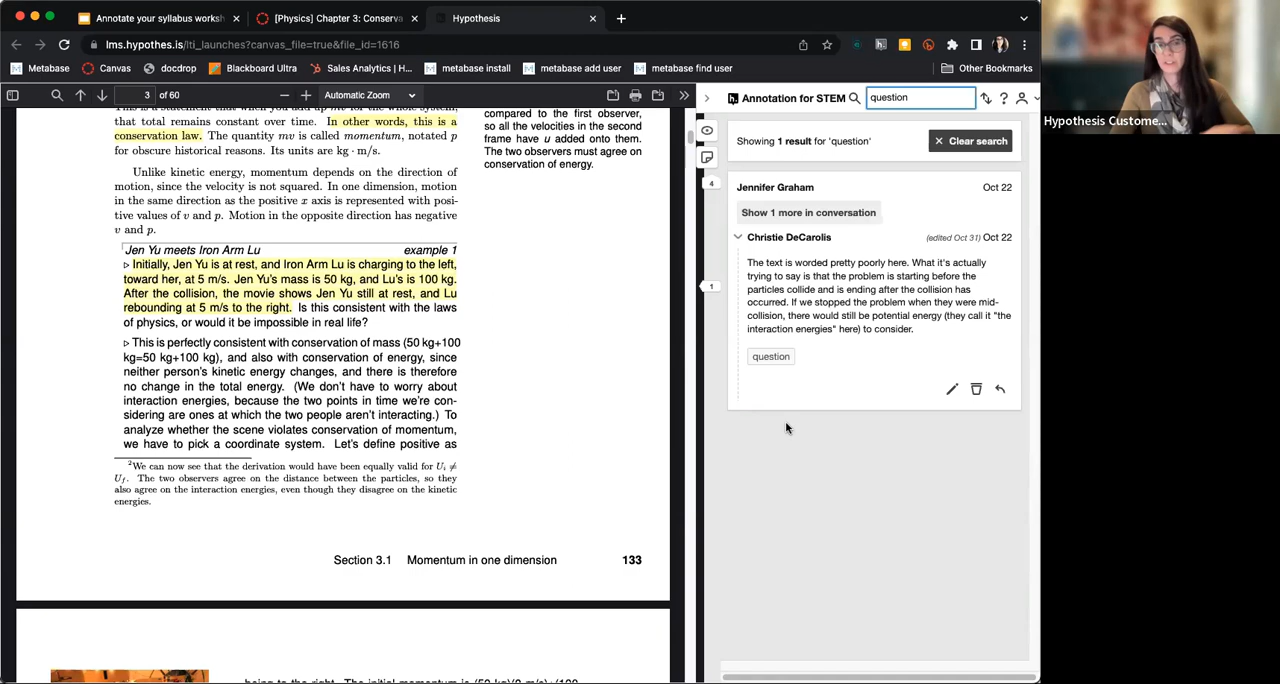 Annotate your syllabus worksh
[Physics] Chapter 3: Conserva
Hypothesis
lms.hypothes.is/lti_launches?canvas_file=true&file_id=1616
Metabase
Canvas
docdrop
Blackboard Ultra
Sales Analytics | H...
metabase install
metabase add user
metabase find user
Other Bookmarks
3 of 60
Automatic Zoom
This is a statement that when you add up mv for the whole system,
that total remains constant over time. In other words, this is a
conservation law. The quantity mv is called momentum, notated p
for obscure historical reasons. Its units are kg · m/s.
Unlike kinetic energy, momentum depends on the direction of
motion, since the velocity is not squared. In one dimension, motion
in the same direction as the positive x axis is represented with posi-
tive values of v and p. Motion in the opposite direction has negative
v and p.
Jen Yu meets Iron Arm Lu example 1
▷ Initially, Jen Yu is at rest, and Iron Arm Lu is charging to the left,
toward her, at 5 m/s. Jen Yu's mass is 50 kg, and Lu's is 100 kg.
After the collision, the movie shows Jen Yu still at rest, and Lu
rebounding at 5 m/s to the right. Is this consistent with the laws
of physics, or would it be impossible in real life?
▷ This is perfectly consistent with conservation of mass (50 kg+100
kg=50 kg+100 kg), and also with conservation of energy, since
neither person's kinetic energy changes, and there is therefore
no change in the total energy. (We don't have to worry about
interaction energies, because the two points in time we're con-
sidering are ones at which the two people aren't interacting.) To
analyze whether the scene violates conservation of momentum,
we have to pick a coordinate system. Let's define positive as
2We can now see that the derivation would have been equally valid for Ui ≠
Uf. The two observers agree on the distance between the particles, so they
also agree on the interaction energies, even though they disagree on the kinetic
energies.
compared to the first observer,
so all the velocities in the second
frame have u added onto them.
The two observers must agree on
conservation of energy.
Section 3.1 Momentum in one dimension 133
being to the right. The initial momentum is (50 kg)(0 m/s)+(100
h. Annotation for STEM
question
Showing 1 result for 'question'
× Clear search
4
1
Jennifer Graham Oct 22
Show 1 more in conversation
Christie DeCarolis (edited Oct 31) Oct 22
The text is worded pretty poorly here. What it's actually
trying to say is that the problem is starting before the
particles collide and is ending after the collision has
occurred. If we stopped the problem when they were mid-
collision, there would still be potential energy (they call it "the
interaction energies" here) to consider.
question
Hypothesis Custome...